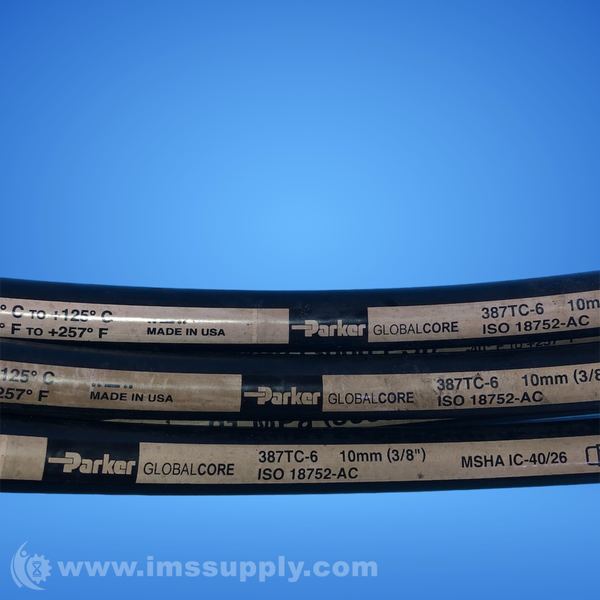 ° C TO +125° C
MADE IN USA
° F TO +257° F
Parker GLOBALCORE
387TC-6 10m
ISO 18752-AC
+125° C
MADE IN USA
257° F
Parker GLOBALCORE
387TC-6 10mm (3/8
ISO 18752-AC
Parker GLOBALCORE
387TC-6 10mm (3/8")
ISO 18752-AC
MSHA IC-40/26
www.imssupply.com